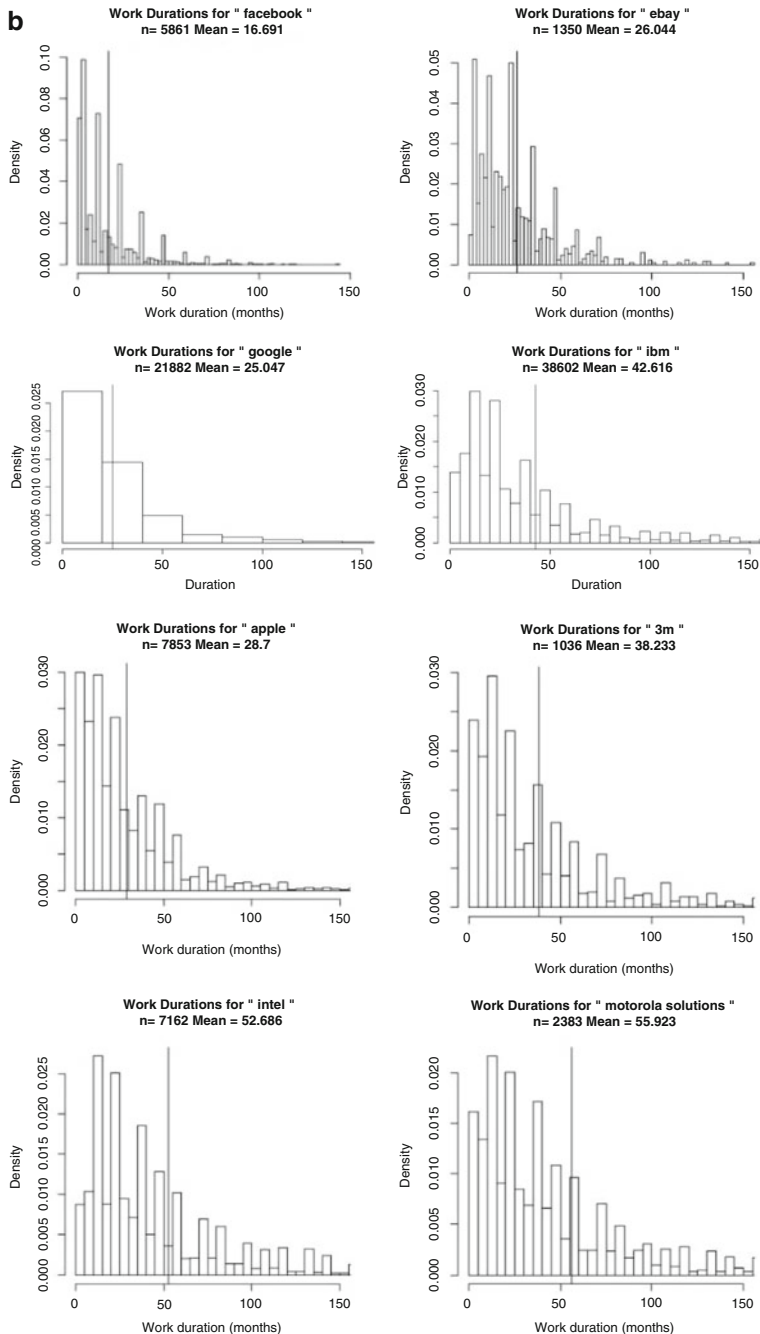 b
Work Durations for " facebook "
n= 5861 Mean = 16.691
Density
0.00 0.02 0.04 0.06 0.08 0.10
0 50 100 150
Work duration (months)
Work Durations for " ebay "
n= 1350 Mean = 26.044
Density
0.00 0.01 0.02 0.03 0.04 0.05
0 50 100 150
Work duration (months)
Work Durations for " google "
n= 21882 Mean = 25.047
Density
0.000 0.005 0.010 0.015 0.020 0.025
0 50 100 150
Duration
Work Durations for " ibm "
n= 38602 Mean = 42.616
Density
0.000 0.010 0.020 0.030
0 50 100 150
Duration
Work Durations for " apple "
n= 7853 Mean = 28.7
Density
0.000 0.010 0.020 0.030
0 50 100 150
Work duration (months)
Work Durations for " 3m "
n= 1036 Mean = 38.233
Density
0.000 0.010 0.020 0.030
0 50 100 150
Work duration (months)
Work Durations for " intel "
n= 7162 Mean = 52.686
Density
0.000 0.005 0.010 0.015 0.020 0.025
0 50 100 150
Work duration (months)
Work Durations for " motorola solutions "
n= 2383 Mean = 55.923
Density
0.000 0.005 0.010 0.015 0.020
0 50 100 150
Work duration (months)